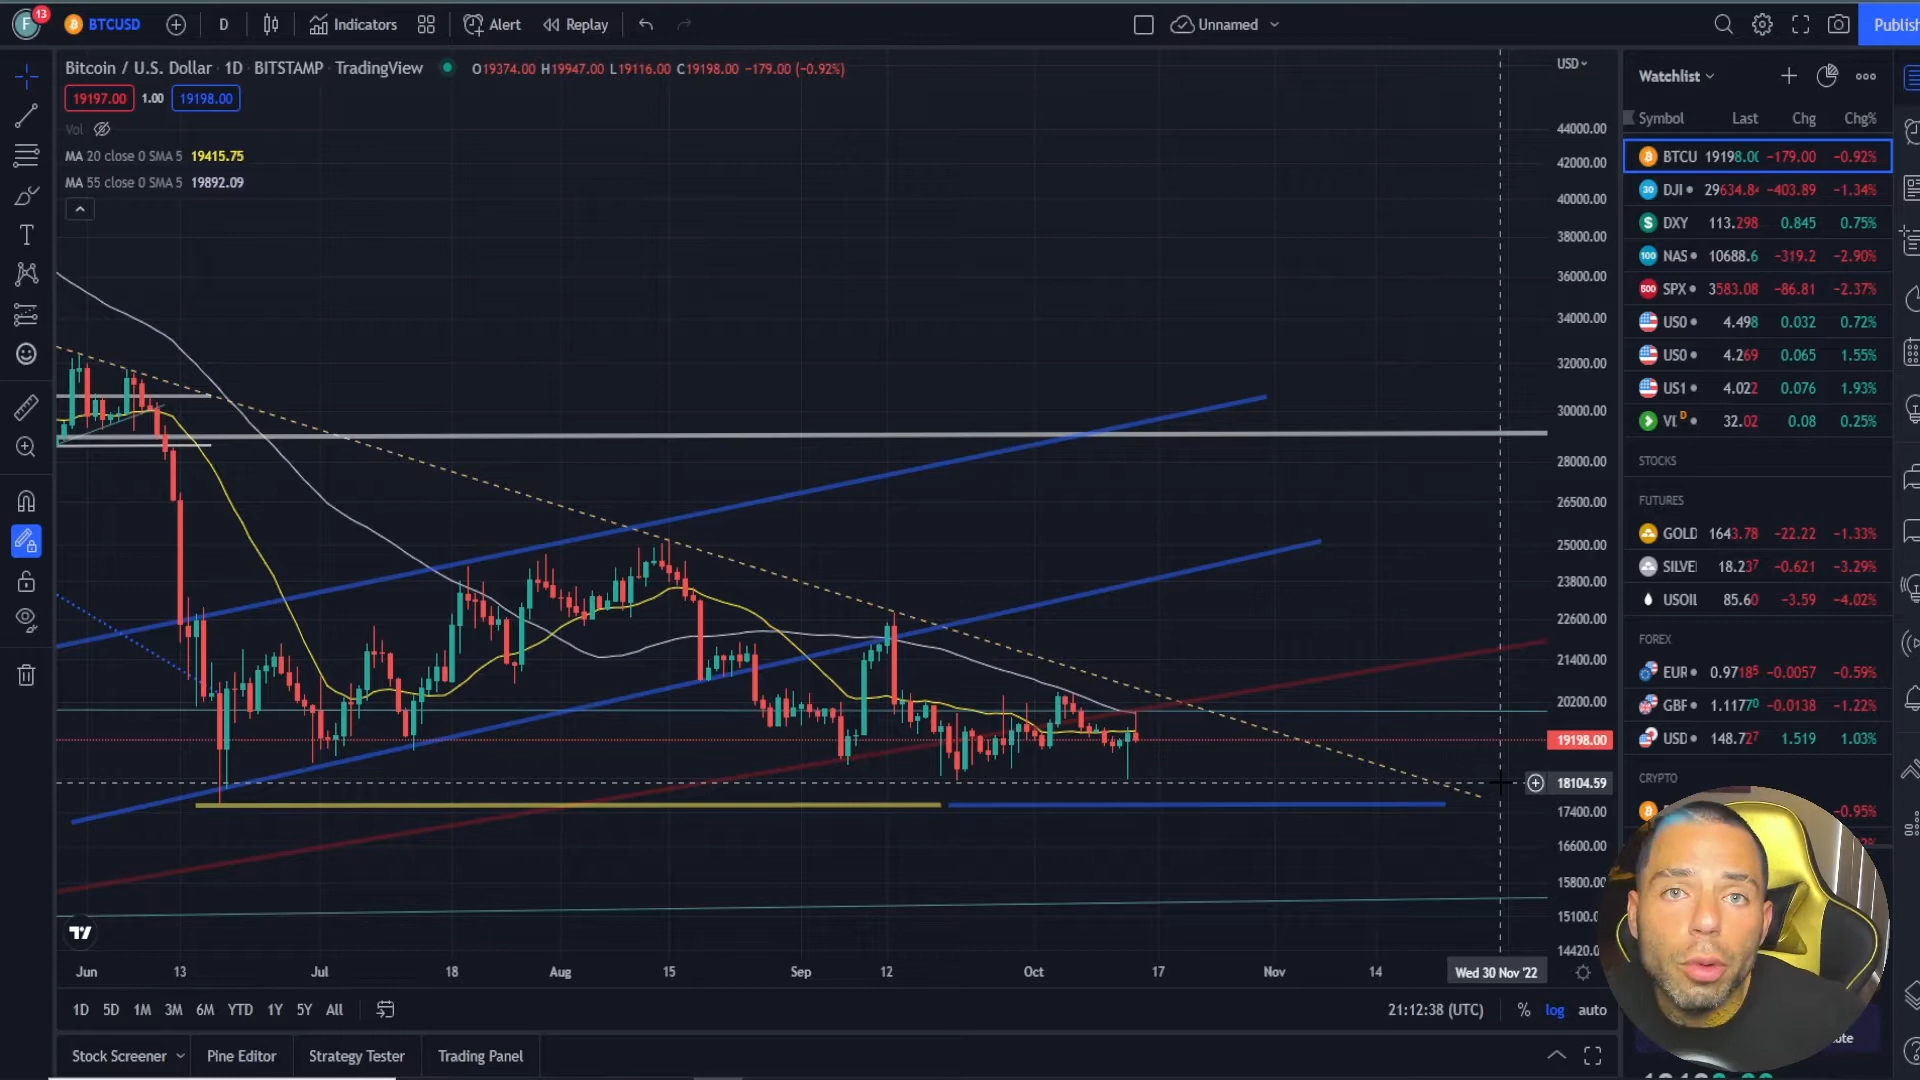 F 13 BTCUSD D Indicators Alert Replay Unnamed Publish
Bitcoin / U.S. Dollar · 1D · BITSTAMP · TradingView O19374.00 H19947.00 L19116.00 C19198.00 −179.00 (−0.92%) USD
19197.00 1.00 19198.00
Vol
MA 20 close 0 SMA 5 19415.75
MA 55 close 0 SMA 5 19892.09
44000.00
42000.00
40000.00
38000.00
36000.00
34000.00
32000.00
30000.00
28000.00
26500.00
25000.00
23800.00
22600.00
21400.00
20200.00
19198.00
18104.59
17400.00
16600.00
15800.00
15100.0
14420.0
Jun 13 Jul 18 Aug 15 Sep 12 Oct 17 Nov 14 Wed 30 Nov '22
1D 5D 1M 3M 6M YTD 1Y 5Y All 21:12:38 (UTC) % log auto
Stock Screener Pine Editor Strategy Tester Trading Panel
Watchlist
Symbol Last Chg Chg%
BTCU 19198.00 −179.00 −0.92%
30 DJI 29634.84 −403.89 −1.34%
$ DXY 113.298 0.845 0.75%
100 NAS 10688.6 −319.2 −2.90%
500 SPX 3583.08 −86.81 −2.37%
US0 4.498 0.032 0.72%
US0 4.269 0.065 1.55%
US1 4.022 0.076 1.93%
VI D 32.02 0.08 0.25%
STOCKS
FUTURES
GOLD 1643.78 −22.22 −1.33%
SILVE 18.237 −0.621 −3.29%
USOIL 85.60 −3.59 −4.02%
FOREX
EUR 0.97185 −0.0057 −0.59%
GBF 1.11770 −0.0138 −1.22%
USD 148.727 1.519 1.03%
CRYPTO
−0.95%